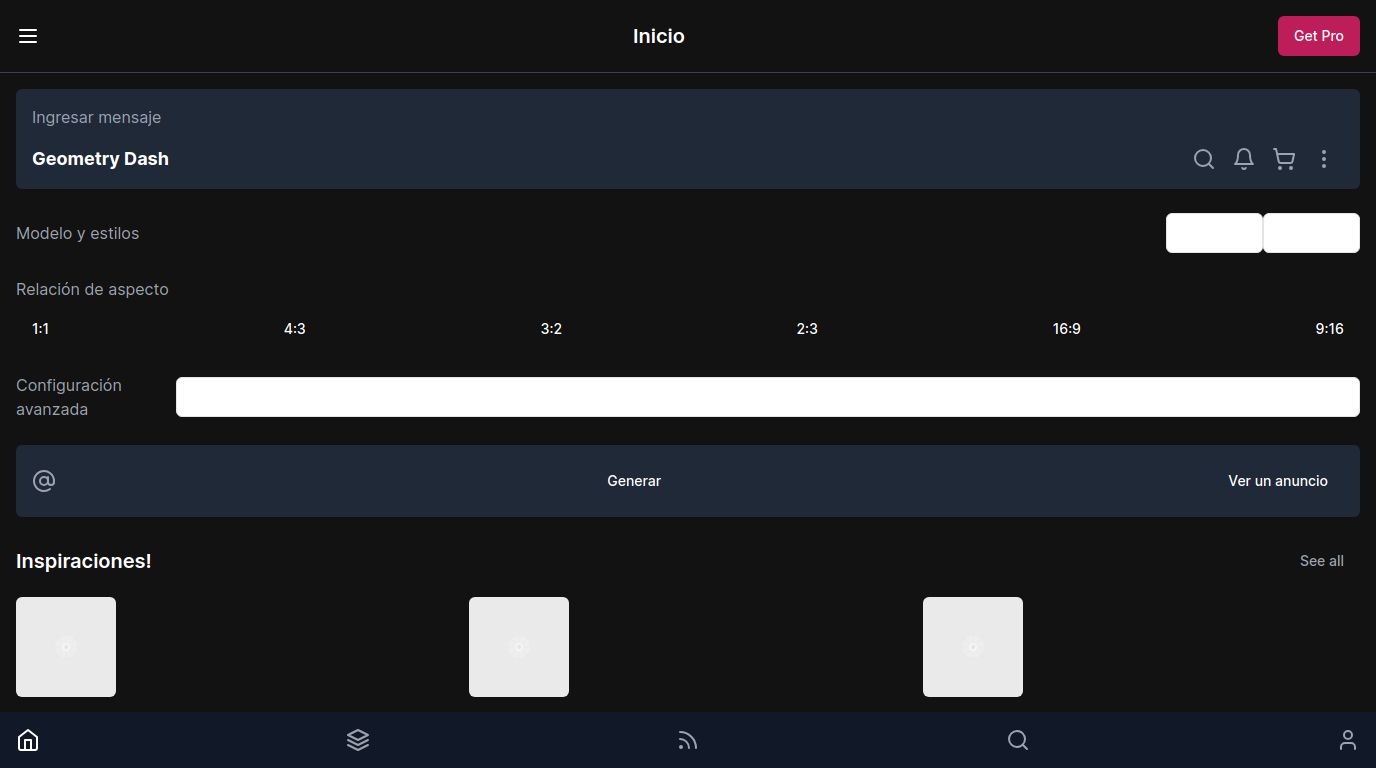 Inicio
Get Pro
Ingresar mensaje
Geometry Dash
Modelo y estilos
Relación de aspecto
1:1 4:3 3:2 2:3 16:9 9:16
Configuración
avanzada
Generar
Ver un anuncio
Inspiraciones!
See all